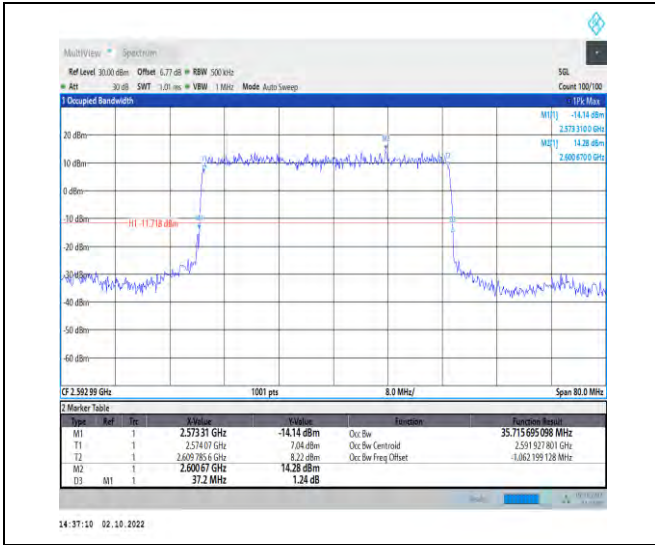 MultiView Spectrum
Ref Level 30.00 dBm Offset 6.77 dB RBW 500 kHz SGL
Att 30 dB SWT 1.01 ms VBW 1 MHz Mode Auto Sweep Count 100/100
1 Occupied Bandwidth 1Pk Max
M1[1] -14.14 dBm
2.573 310 0 GHz
M2[1] 14.28 dBm
2.600 670 0 GHz
20 dBm
10 dBm
0 dBm
-10 dBm
H1 -11.718 dBm
-20 dBm
-30 dBm
-40 dBm
-50 dBm
-60 dBm
CF 2.592 99 GHz 1001 pts 8.0 MHz/ Span 80.0 MHz
2 Marker Table
Type Ref Trc X-Value Y-Value Function Function Result
M1 1 2.573 31 GHz -14.14 dBm Occ Bw 35.715 695 098 MHz
T1 1 2.574 07 GHz 7.04 dBm Occ Bw Centroid 2.591 927 801 GHz
T2 1 2.609 785 6 GHz 8.22 dBm Occ Bw Freq Offset -1.062 199 128 MHz
M2 1 2.600 67 GHz 14.28 dBm
D3 M1 1 37.2 MHz 1.24 dB
14:37:10 02.10.2022